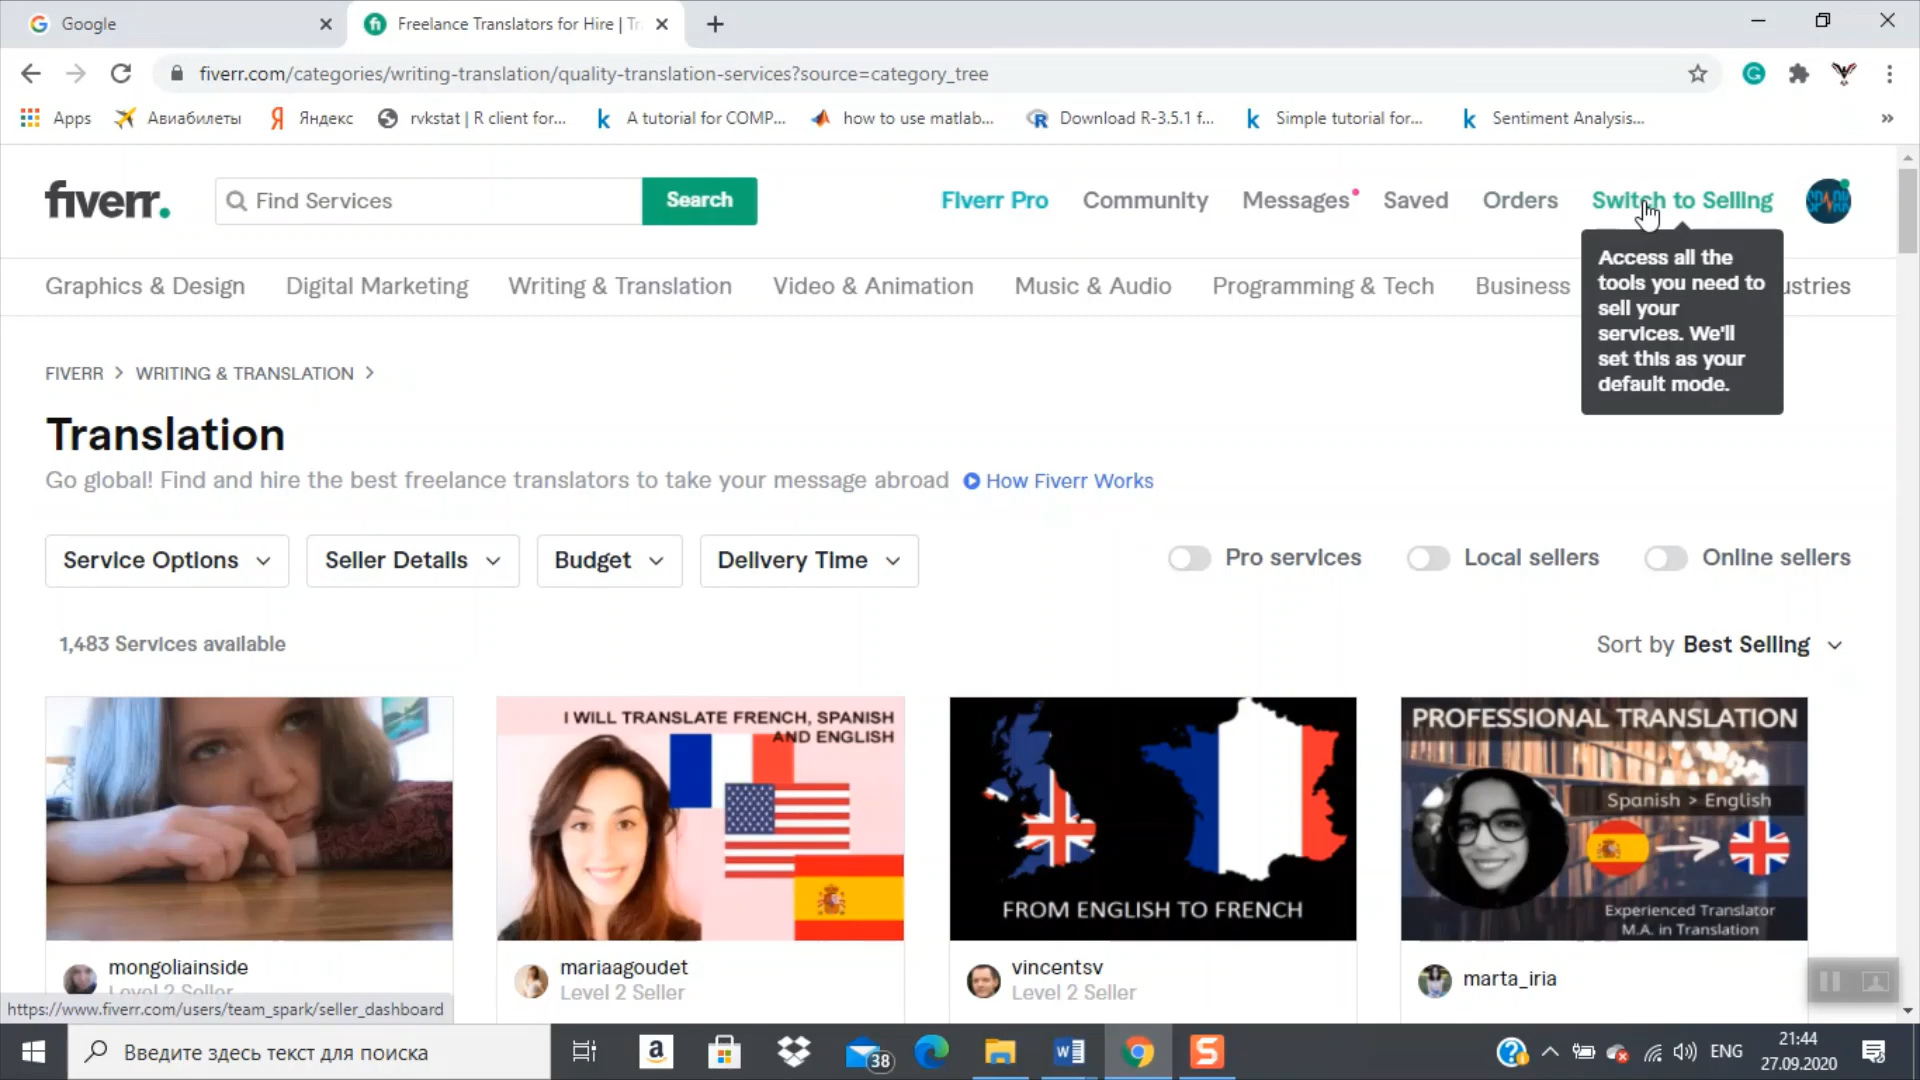 Google
Freelance Translators for Hire | Tr
fiverr.com/categories/writing-translation/quality-translation-services?source=category_tree
Apps
Авиабилеты
Яндекс
rvkstat | R client for...
A tutorial for COMP...
how to use matlab...
Download R-3.5.1 f...
Simple tutorial for...
Sentiment Analysis...
fiverr.
Find Services
Search
Fiverr Pro
Community
Messages
Saved
Orders
Switch to Selling
Access all the
tools you need to
sell your
services. We'll
set this as your
default mode.
Graphics & Design
Digital Marketing
Writing & Translation
Video & Animation
Music & Audio
Programming & Tech
Business
ustries
FIVERR > WRITING & TRANSLATION >
Translation
Go global! Find and hire the best freelance translators to take your message abroad
How Fiverr Works
Service Options
Seller Details
Budget
Delivery Time
Pro services
Local sellers
Online sellers
1,483 Services available
Sort by Best Selling
I WILL TRANSLATE FRENCH, SPANISH
AND ENGLISH
FROM ENGLISH TO FRENCH
PROFESSIONAL TRANSLATION
Spanish > English
Experienced Translator
M.A. in Translation
mongoliainside
Level 2 Seller
mariaagoudet
Level 2 Seller
vincentsv
Level 2 Seller
marta_iria
https://www.fiverr.com/users/team_spark/seller_dashboard
Введите здесь текст для поиска
38
ENG
21:44
27.09.2020